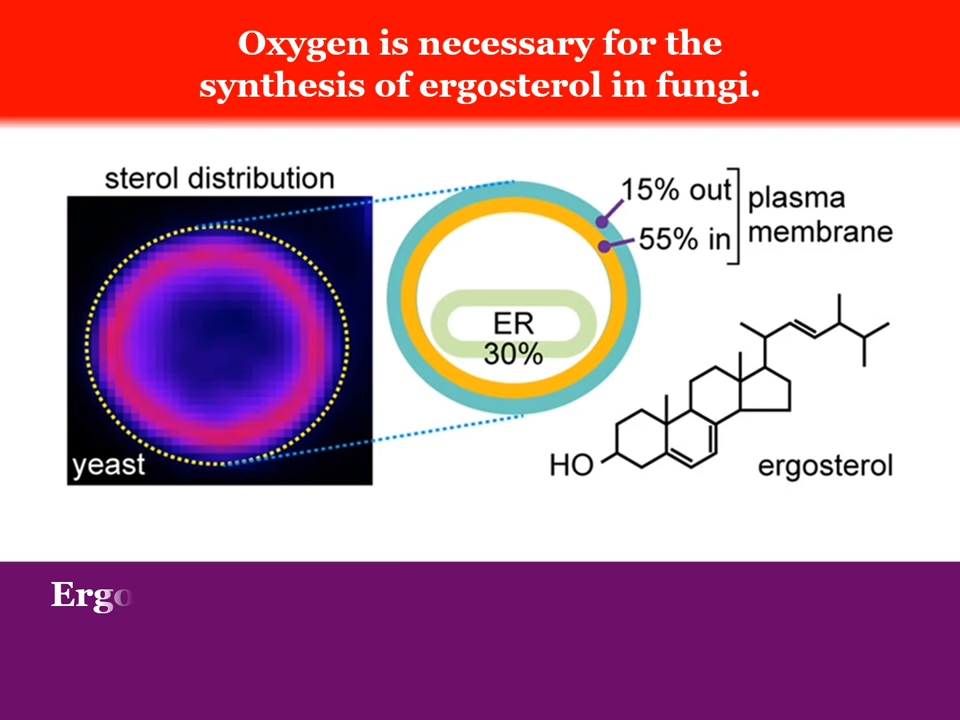 Oxygen is necessary for the
synthesis of ergosterol in fungi.
sterol distribution
yeast
15% out
55% in
plasma
membrane
ER
30%
HO
ergosterol
Ergo